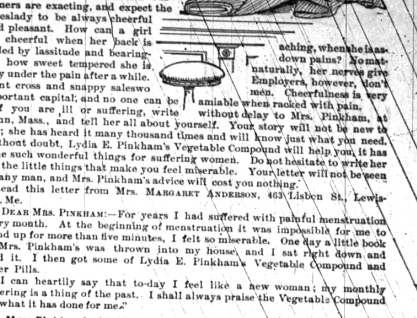 ners are exacting, and expect the
eslady to be always cheerful
d pleasant. How can a girl
cheerful when her back is aching, when she is as-
led by lassitude and bearing- down pains? No mat-
how sweet tempered she is, naturally, her nerves give
y under the pain after a while. Employers, however, don't
nt cross and snappy saleswo men. Cheerfulness is very
portant capital, and no one can be amiable when racked with pain.
f you are ill or suffering, write without delay to Mrs. Pinkham, at
nn, Mass., and tell her all about yourself. Your story will not be new to
; she has heard it many thousand times and will know just what you need.
thout doubt, Lydia E. Pinkham's Vegetable Compound will help you, it has
e such wonderful things for suffering women. Do not hesitate to write her
the little things that make you feel miserable. Your letter will not be seen
any man, and Mrs. Pinkham's advice will cost you nothing.
ead this letter from Mrs. MARGARET ANDERSON, 463 Lisbon St., Lewis-
, Me.
DEAR MRS. PINKHAM:—For years I had suffered with painful menstruation
ry month. At the beginning of menstruation it was impossible for me to
nd up for more than five minutes, I felt so miserable. One day a little book
Mrs. Pinkham's was thrown into my house, and I sat right down and
d it. I then got some of Lydia E. Pinkham's Vegetable Compound and
er Pills.
I can heartily say that to-day I feel like a new woman; my monthly
ering is a thing of the past. I shall always praise the Vegetable Compound
what it has done for me."